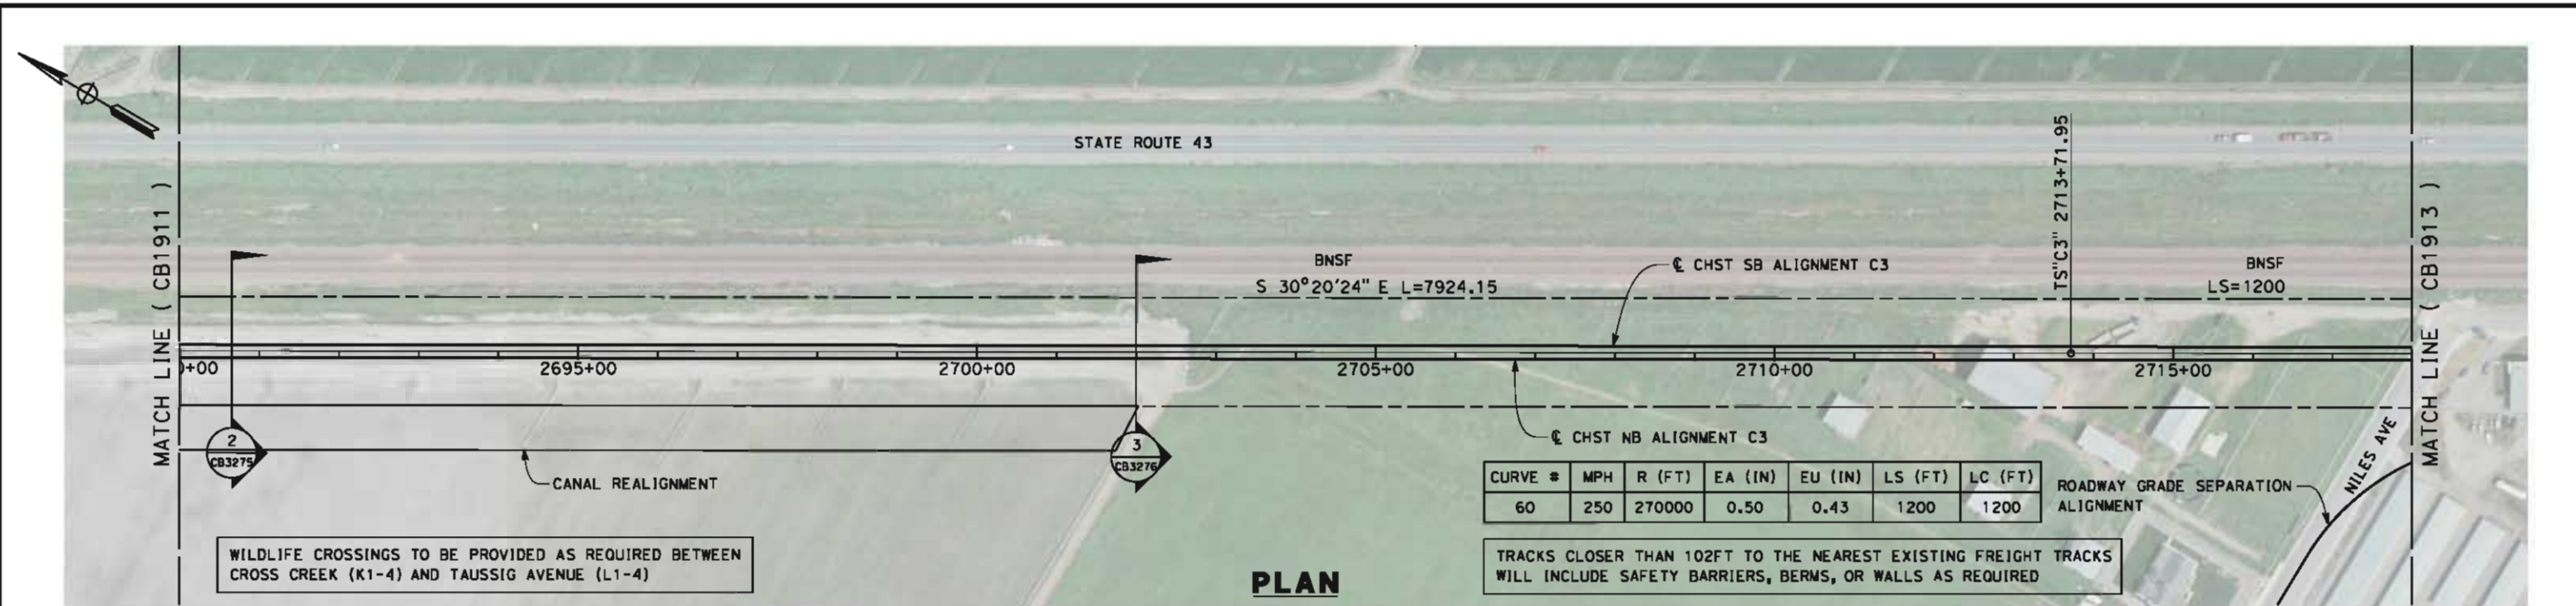 STATE ROUTE 43
MATCH LINE ( CB1911 )
TS"C3" 2713+71.95
MATCH LINE ( CB1913 )
BNSF
S 30°20'24" E L=7924.15
℄ CHST SB ALIGNMENT C3
BNSF
LS=1200
0+00
2695+00
2700+00
2705+00
2710+00
2715+00
2
CB3275
3
CB3276
℄ CHST NB ALIGNMENT C3
CANAL REALIGNMENT
CURVE # MPH R (FT) EA (IN) EU (IN) LS (FT) LC (FT)
60 250 270000 0.50 0.43 1200 1200
ROADWAY GRADE SEPARATION
ALIGNMENT
NILES AVE
WILDLIFE CROSSINGS TO BE PROVIDED AS REQUIRED BETWEEN
CROSS CREEK (K1-4) AND TAUSSIG AVENUE (L1-4)
TRACKS CLOSER THAN 102FT TO THE NEAREST EXISTING FREIGHT TRACKS
WILL INCLUDE SAFETY BARRIERS, BERMS, OR WALLS AS REQUIRED
PLAN